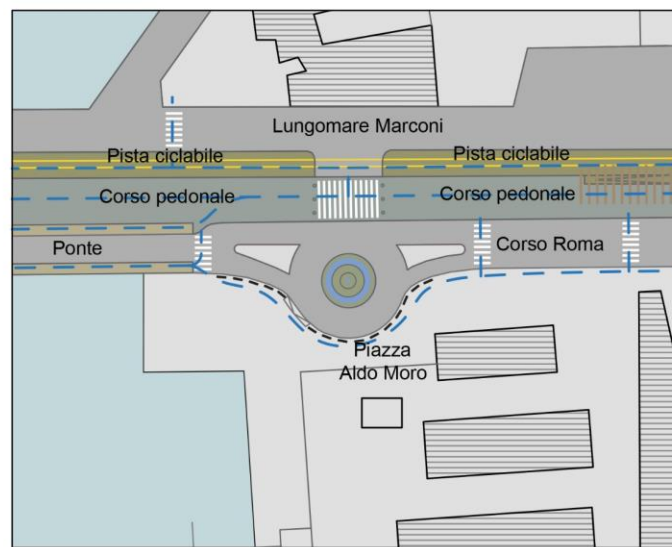 Lungomare Marconi
Pista ciclabile
Pista ciclabile
Corso pedonale
Corso pedonale
Ponte
Corso Roma
Piazza
Aldo Moro